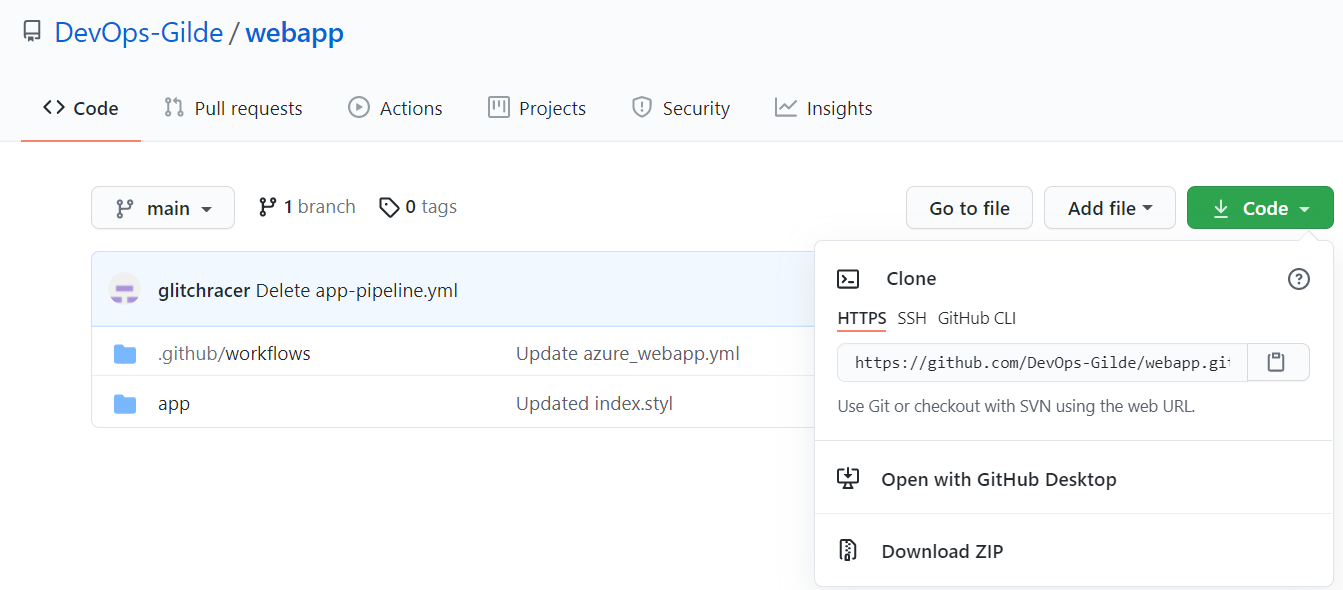 DevOps-Gilde / webapp
Code Pull requests Actions Projects Security Insights
main 1 branch 0 tags Go to file Add file Code
glitchracer Delete app-pipeline.yml
.github/workflows Update azure_webapp.yml
app Updated index.styl
Clone
HTTPS SSH GitHub CLI
https://github.com/DevOps-Gilde/webapp.git
Use Git or checkout with SVN using the web URL.
Open with GitHub Desktop
Download ZIP